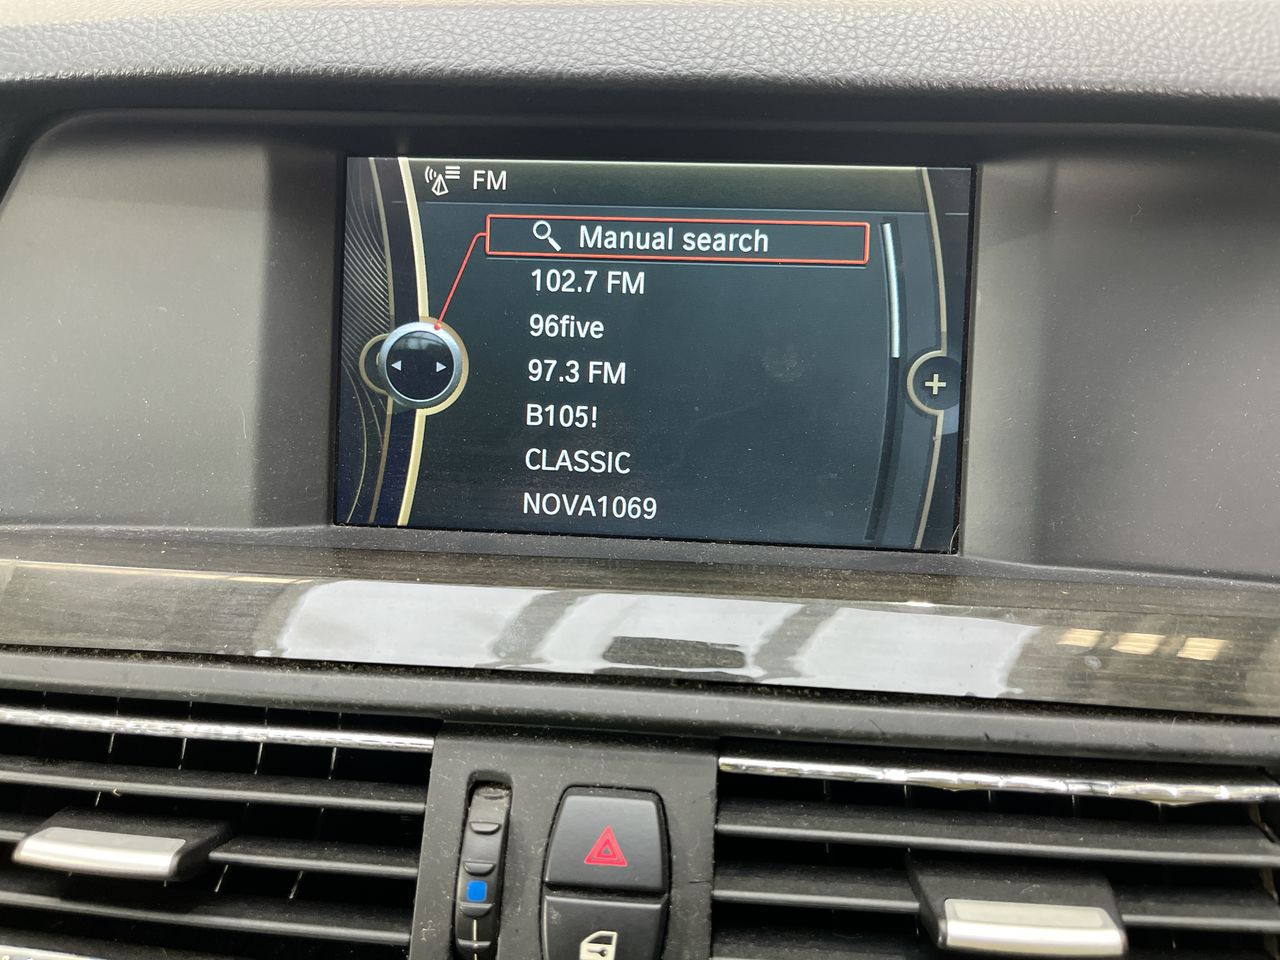 FM
Manual search
102.7 FM
96five
97.3 FM
B105!
CLASSIC
NOVA1069